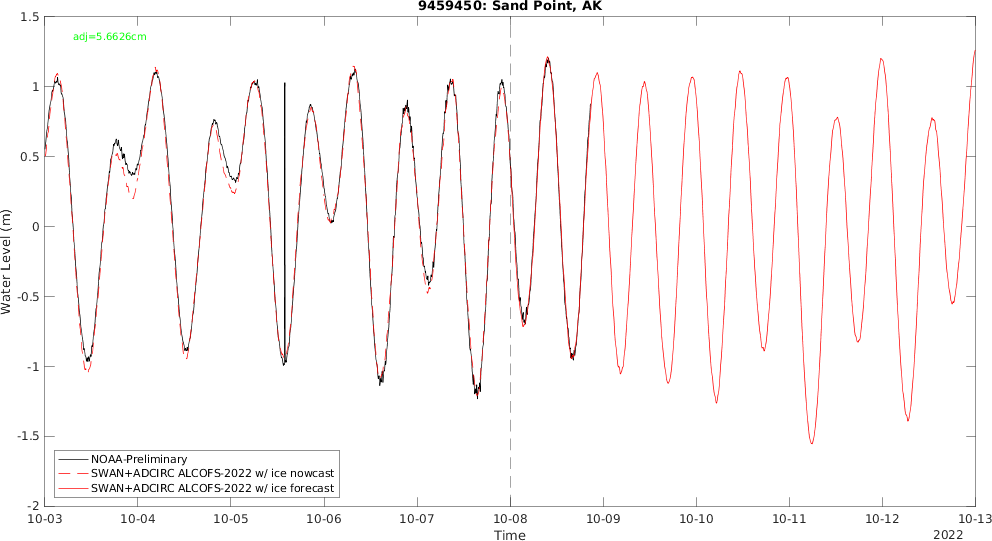 9459450: Sand Point, AK
adj=5.6626cm
1.5
1
0.5
0
-0.5
-1
-1.5
-2
Water Level (m)
NOAA-Preliminary
SWAN+ADCIRC ALCOFS-2022 w/ ice nowcast
SWAN+ADCIRC ALCOFS-2022 w/ ice forecast
10-03 10-04 10-05 10-06 10-07 10-08 10-09 10-10 10-11 10-12 10-13
Time
2022